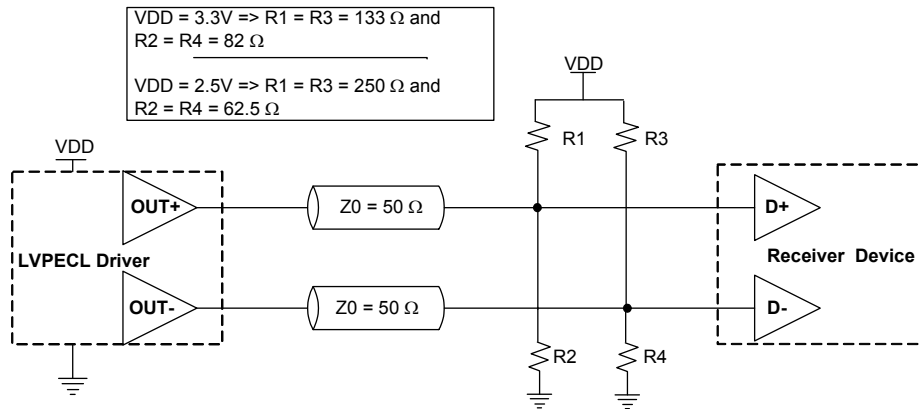 VDD = 3.3V => R1 = R3 = 133 Ω and
R2 = R4 = 82 Ω
VDD = 2.5V => R1 = R3 = 250 Ω and
R2 = R4 = 62.5 Ω
VDD
R1
R3
VDD
OUT+
Z0 = 50 Ω
D+
LVPECL Driver
Receiver Device
OUT-
Z0 = 50 Ω
D-
R2
R4